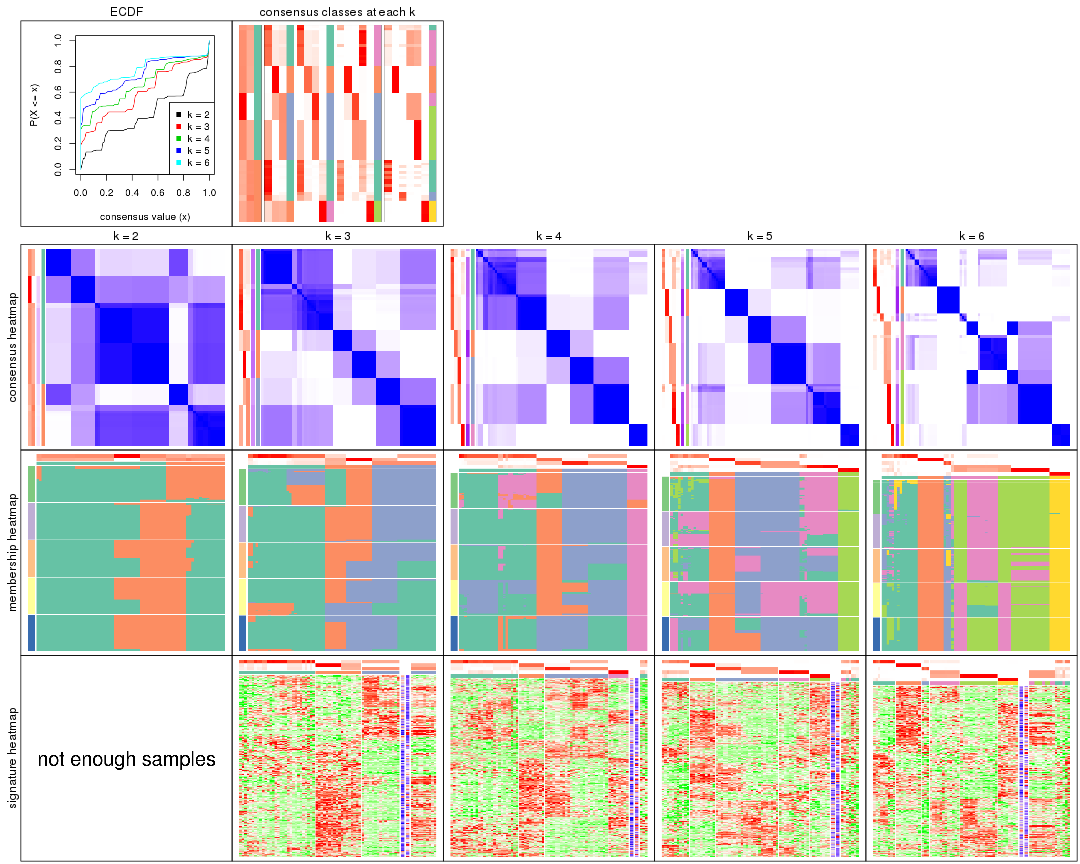 ECDF
consensus classes at each k
P(X <= x)
0.0 0.2 0.4 0.6 0.8 1.0
k = 2
k = 3
k = 4
k = 5
k = 6
0.0 0.2 0.4 0.6 0.8 1.0
consensus value (x)
k = 2
k = 3
k = 4
k = 5
k = 6
consensus heatmap
membership heatmap
signature heatmap
not enough samples